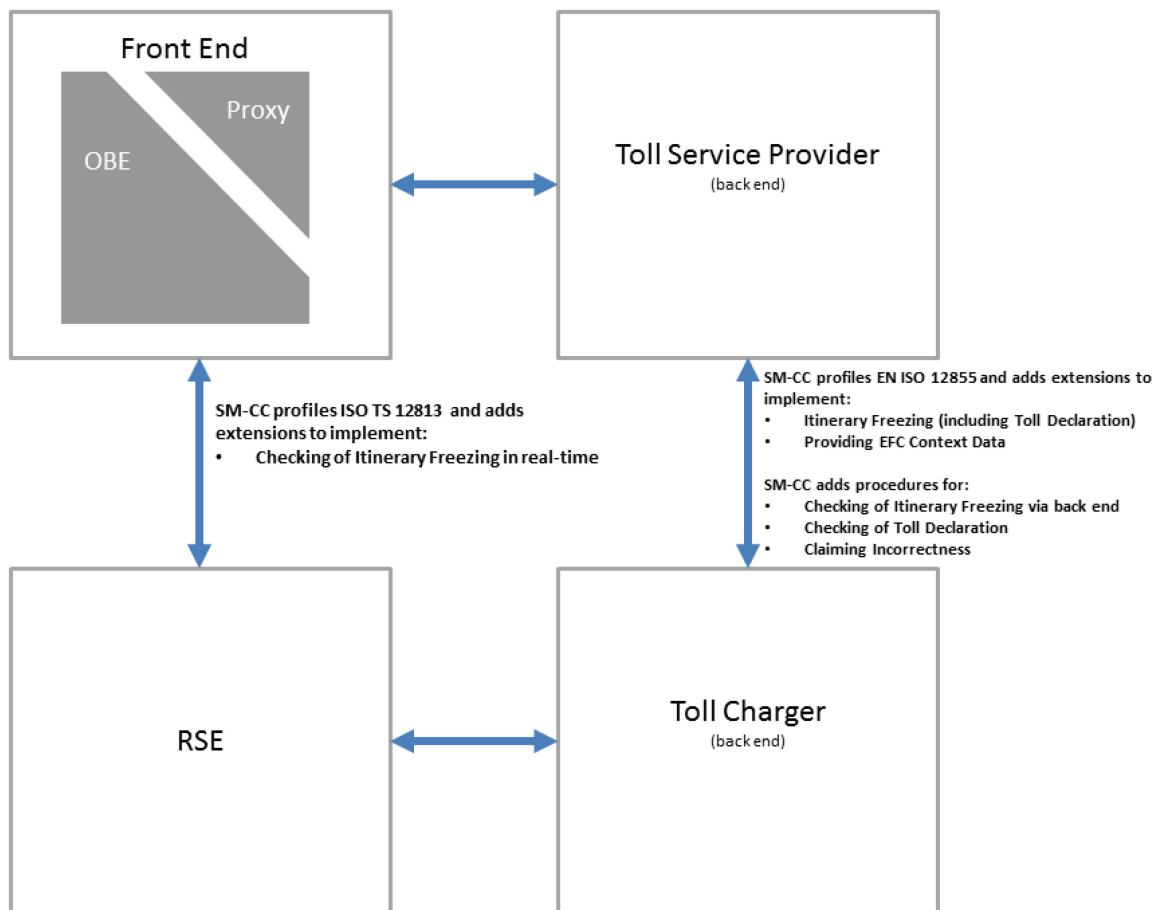 Front End
Proxy
OBE
Toll Service Provider
(back end)
SM-CC profiles ISO TS 12813 and adds
extensions to implement:
• Checking of Itinerary Freezing in real-time
SM-CC profiles EN ISO 12855 and adds extensions to
implement:
• Itinerary Freezing (including Toll Declaration)
• Providing EFC Context Data
SM-CC adds procedures for:
• Checking of Itinerary Freezing via back end
• Checking of Toll Declaration
• Claiming Incorrectness
RSE
Toll Charger
(back end)